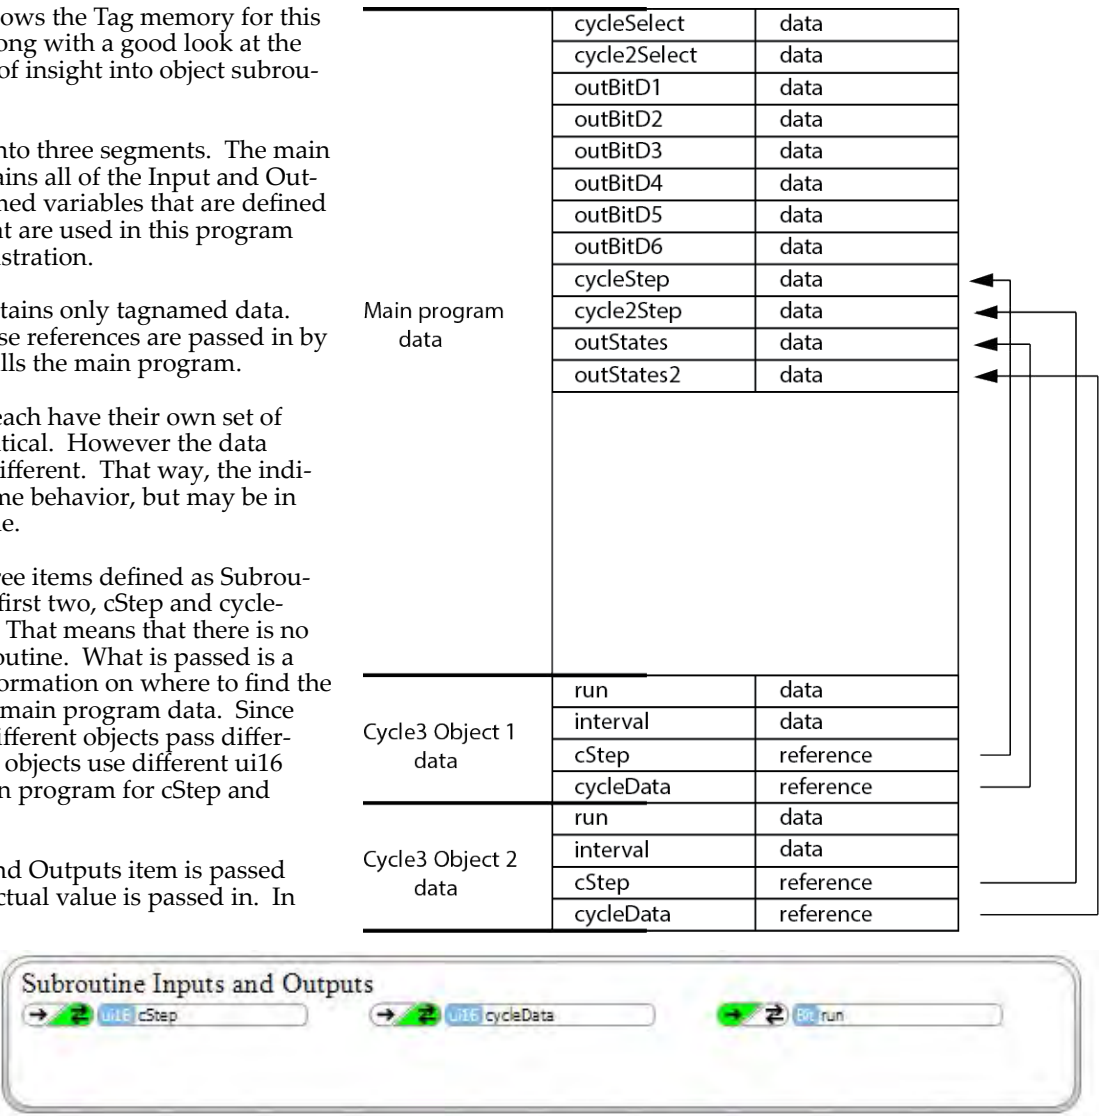 ows the Tag memory for this
ong with a good look at the
of insight into object subrou-
nto three segments. The main
ains all of the Input and Out-
ned variables that are defined
at are used in this program
stration.
tains only tagnamed data.
se references are passed in by
lls the main program.
each have their own set of
tical. However the data
ifferent. That way, the indi-
me behavior, but may be in
e.
ree items defined as Subrou-
first two, cStep and cycle-
That means that there is no
outine. What is passed is a
ormation on where to find the
main program data. Since
ifferent objects pass differ-
objects use different ui16
n program for cStep and
nd Outputs item is passed
ctual value is passed in. In
Main program
data
cycleSelect data
cycle2Select data
outBitD1 data
outBitD2 data
outBitD3 data
outBitD4 data
outBitD5 data
outBitD6 data
cycleStep data
cycle2Step data
outStates data
outStates2 data
Cycle3 Object 1
data
run data
interval data
cStep reference
cycleData reference
Cycle3 Object 2
data
run data
interval data
cStep reference
cycleData reference
Subroutine Inputs and Outputs
ui16 cStep
ui16 cycleData
Bit run